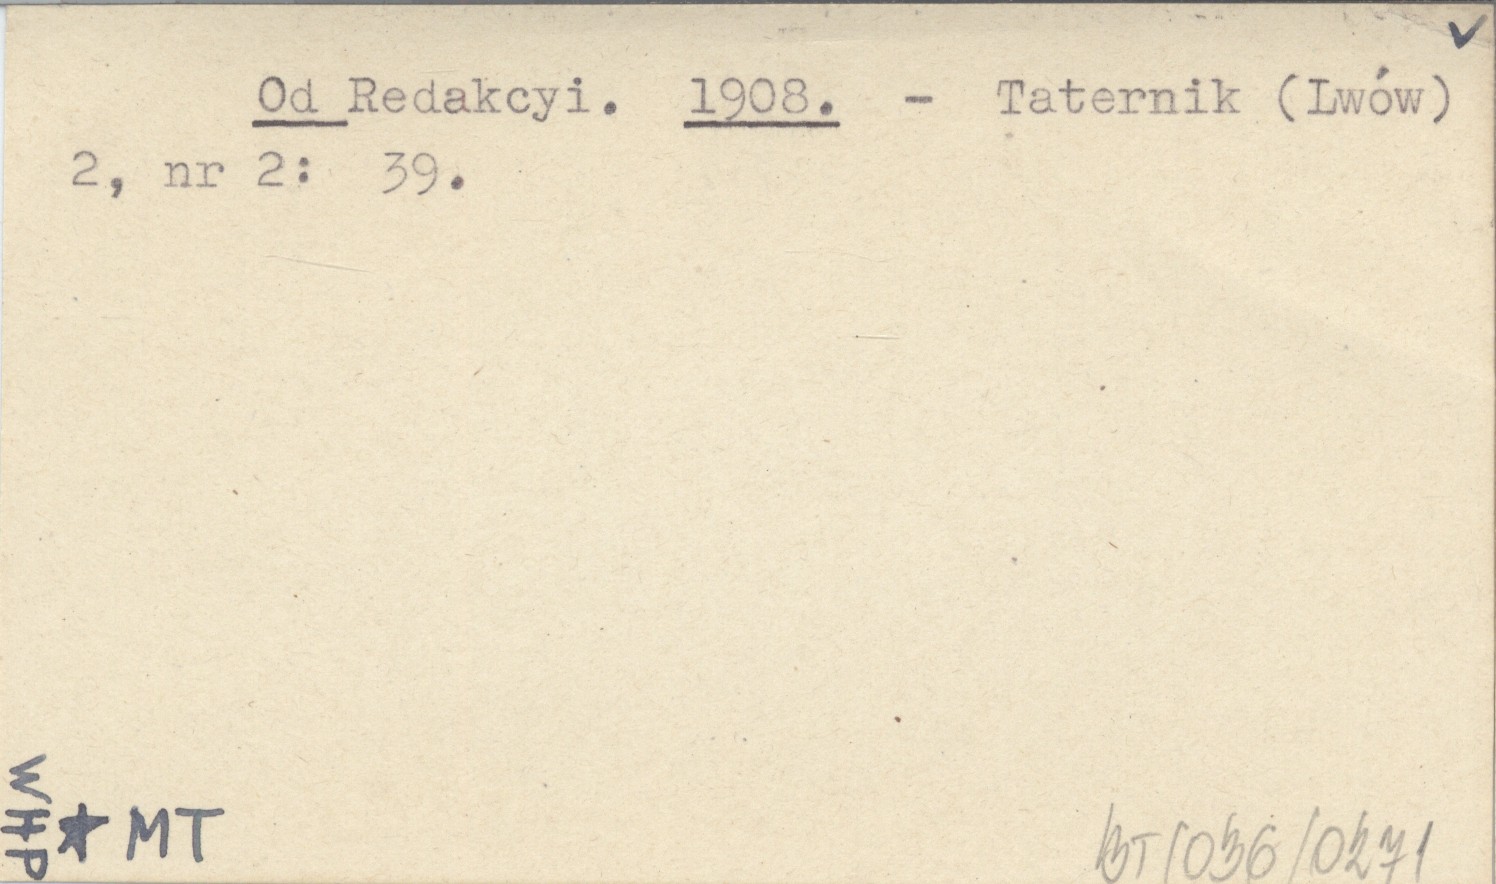 ✓
Od Redakcyi. 1908. - Taternik (Lwów)
2, nr 2: 39.
WHP ★ MT
BT/036/0271